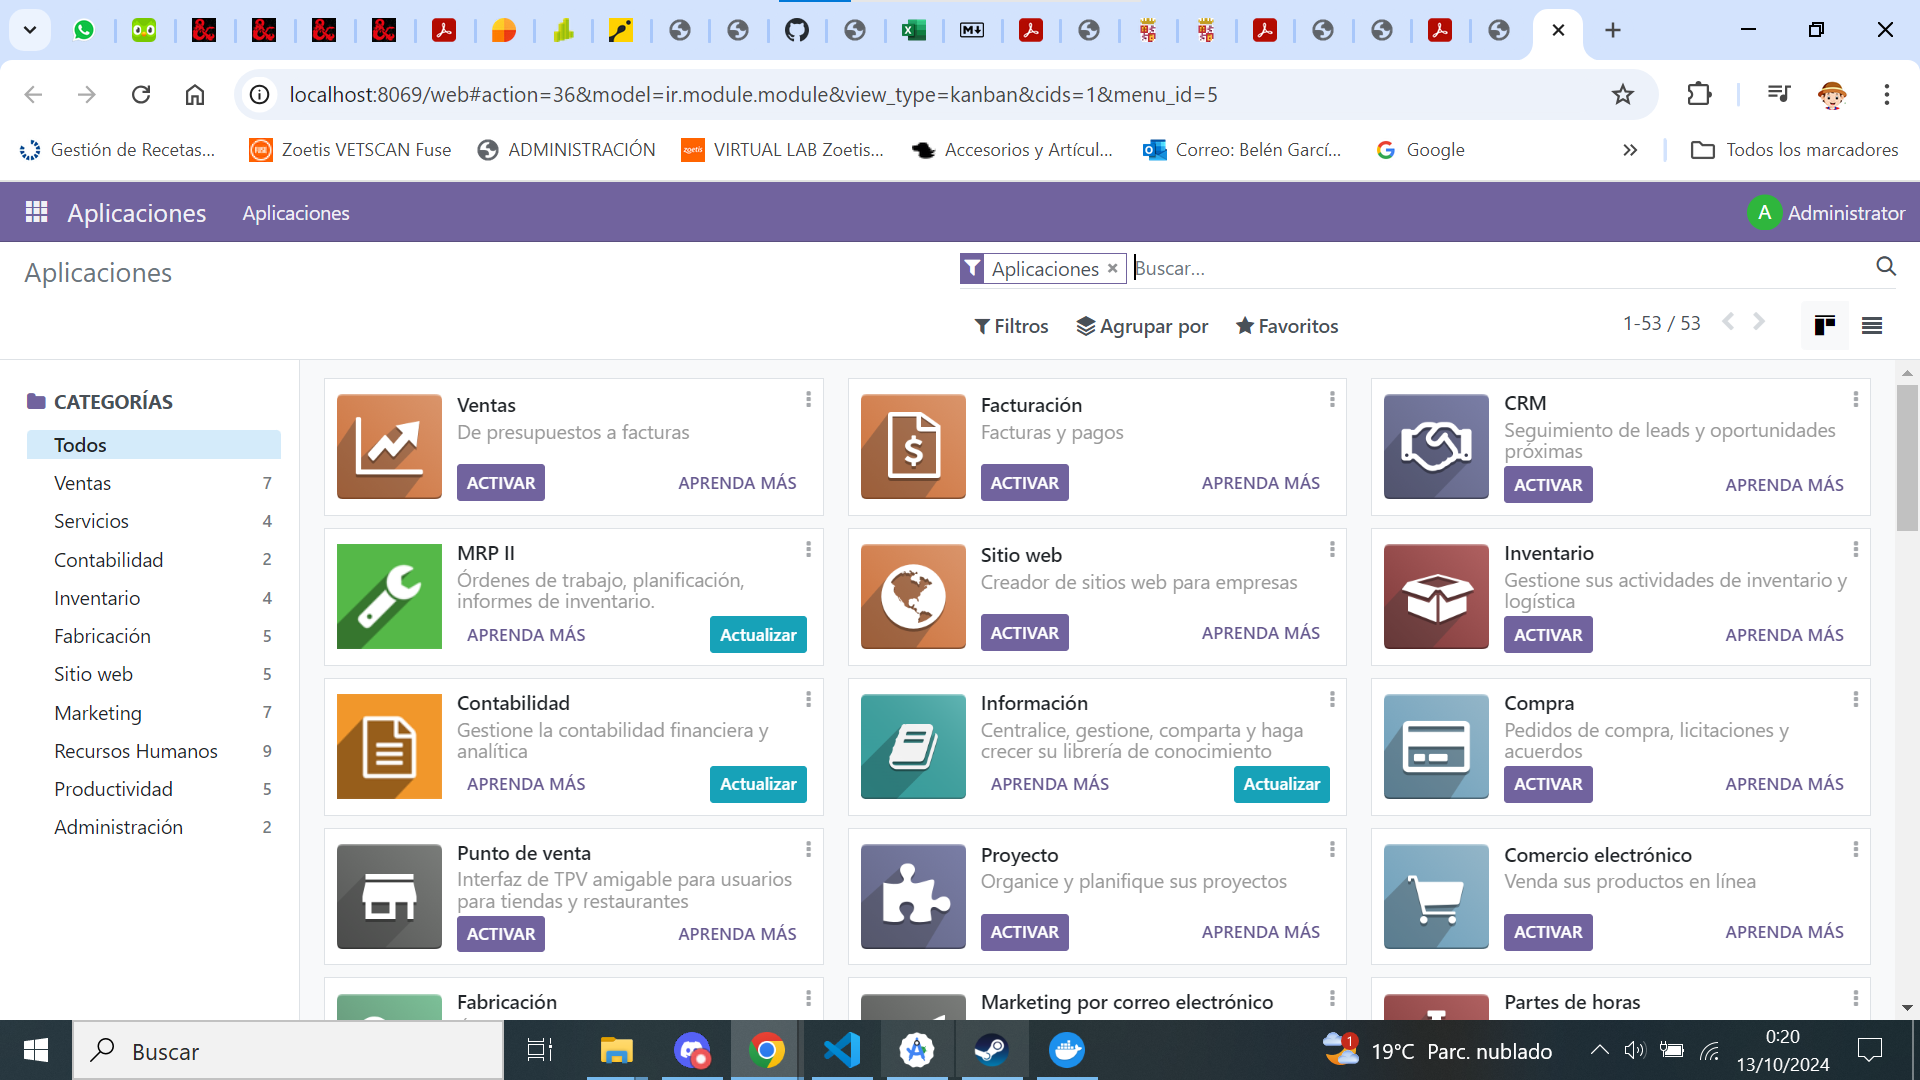 localhost:8069/web#action=36&model=ir.module.module&view_type=kanban&cids=1&menu_id=5
Gestión de Recetas...
Zoetis VETSCAN Fuse
ADMINISTRACIÓN
VIRTUAL LAB Zoetis...
Accesorios y Artícul...
Correo: Belén Garcí...
Google
Todos los marcadores
Aplicaciones
Aplicaciones
A
Administrator
Aplicaciones
Aplicaciones
Buscar...
Filtros
Agrupar por
Favoritos
1-53 / 53
CATEGORÍAS
Todos
Ventas 7
Servicios 4
Contabilidad 2
Inventario 4
Fabricación 5
Sitio web 5
Marketing 7
Recursos Humanos 9
Productividad 5
Administración 2
Ventas
De presupuestos a facturas
ACTIVAR
APRENDA MÁS
Facturación
Facturas y pagos
ACTIVAR
APRENDA MÁS
CRM
Seguimiento de leads y oportunidades
próximas
ACTIVAR
APRENDA MÁS
MRP II
Órdenes de trabajo, planificación,
informes de inventario.
APRENDA MÁS
Actualizar
Sitio web
Creador de sitios web para empresas
ACTIVAR
APRENDA MÁS
Inventario
Gestione sus actividades de inventario y
logística
ACTIVAR
APRENDA MÁS
Contabilidad
Gestione la contabilidad financiera y
analítica
APRENDA MÁS
Actualizar
Información
Centralice, gestione, comparta y haga
crecer su librería de conocimiento
APRENDA MÁS
Actualizar
Compra
Pedidos de compra, licitaciones y
acuerdos
ACTIVAR
APRENDA MÁS
Punto de venta
Interfaz de TPV amigable para usuarios
para tiendas y restaurantes
ACTIVAR
APRENDA MÁS
Proyecto
Organice y planifique sus proyectos
ACTIVAR
APRENDA MÁS
Comercio electrónico
Venda sus productos en línea
ACTIVAR
APRENDA MÁS
Fabricación
Marketing por correo electrónico
Partes de horas
Buscar
1
19°C Parc. nublado
0:20
13/10/2024